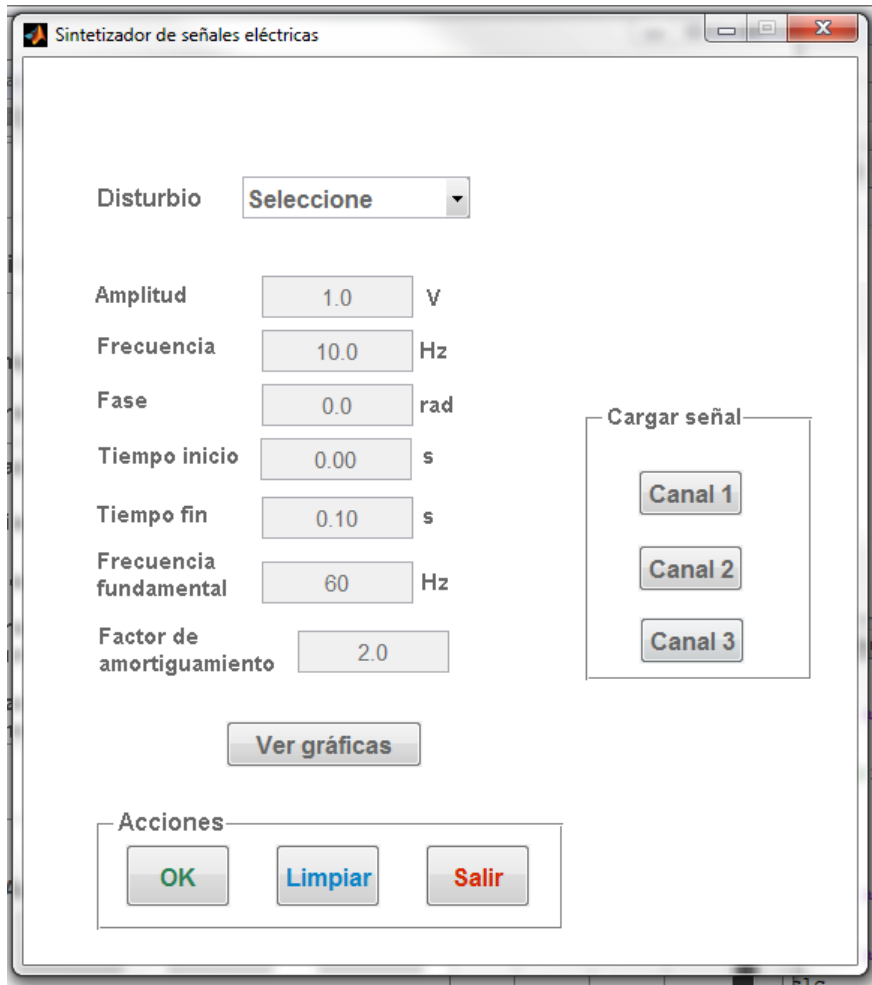 Sintetizador de señales eléctricas
Disturbio Seleccione
Amplitud 1.0 V
Frecuencia 10.0 Hz
Fase 0.0 rad
Tiempo inicio 0.00 s
Tiempo fin 0.10 s
Frecuencia
fundamental 60 Hz
Factor de
amortiguamiento 2.0
Ver gráficas
Cargar señal
Canal 1
Canal 2
Canal 3
Acciones
OK Limpiar Salir